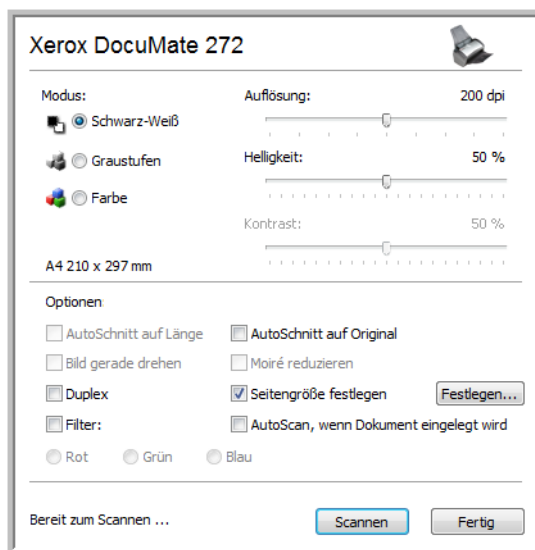 Xerox DocuMate 272
Modus:
Schwarz-Weiß
Graustufen
Farbe
A4 210 x 297 mm
Auflösung: 200 dpi
Helligkeit: 50 %
Kontrast: 50 %
Optionen
AutoSchnitt auf Länge AutoSchnitt auf Original
Bild gerade drehen Moiré reduzieren
Duplex Seitengröße festlegen Festlegen...
Filter: AutoScan, wenn Dokument eingelegt wird
Rot Grün Blau
Bereit zum Scannen ... Scannen Fertig